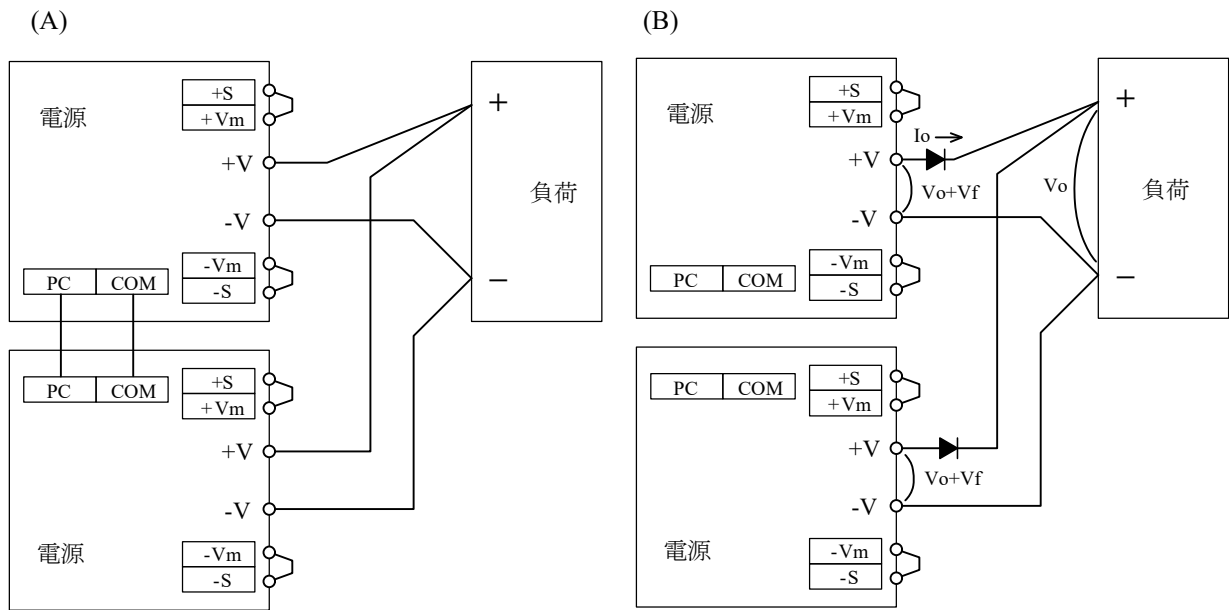 (A)
電源
+S
+Vm
+V
-V
-Vm
-S
PC COM
負荷
+
−
PC COM
+S
+Vm
+V
-V
電源
-Vm
-S
(B)
電源
+S
+Vm
Io
+V
Vo+Vf
-V
-Vm
-S
PC COM
Vo
負荷
+
−
PC COM
+S
+Vm
+V
Vo+Vf
-V
電源
-Vm
-S